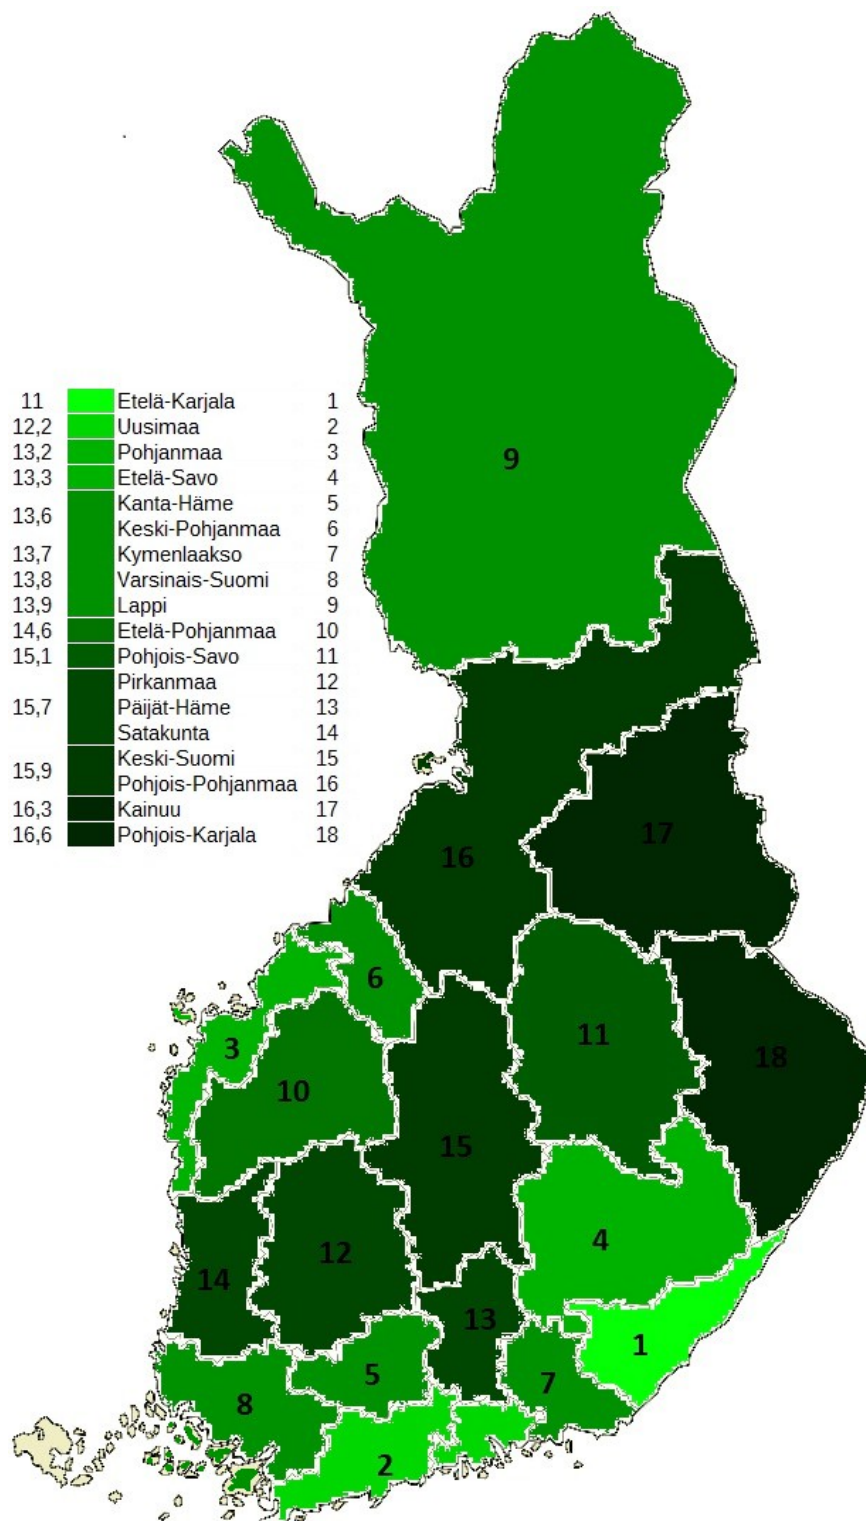 11 Etelä-Karjala 1
12,2 Uusimaa 2
13,2 Pohjanmaa 3
13,3 Etelä-Savo 4
13,6 Kanta-Häme 5
Keski-Pohjanmaa 6
13,7 Kymenlaakso 7
13,8 Varsinais-Suomi 8
13,9 Lappi 9
14,6 Etelä-Pohjanmaa 10
15,1 Pohjois-Savo 11
Pirkanmaa 12
15,7 Päijät-Häme 13
Satakunta 14
15,9 Keski-Suomi 15
Pohjois-Pohjanmaa 16
16,3 Kainuu 17
16,6 Pohjois-Karjala 18
9
17
16
6
11
3
18
10
15
4
12
14
13
1
5
7
8
2